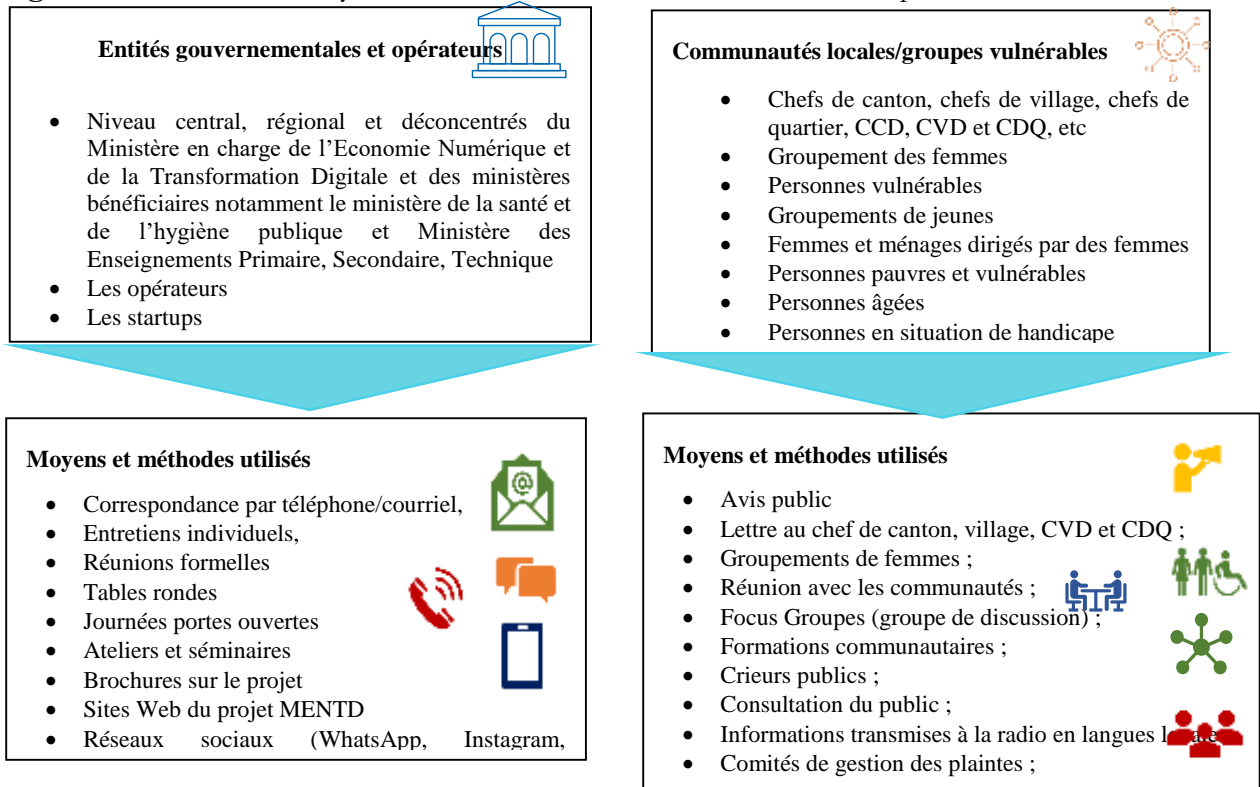 Entités gouvernementales et opérateurs
• Niveau central, régional et déconcentrés du
Ministère en charge de l’Economie Numérique et
de la Transformation Digitale et des ministères
bénéficiaires notamment le ministère de la santé et
de l’hygiène publique et Ministère des
Enseignements Primaire, Secondaire, Technique
• Les opérateurs
• Les startups
Communautés locales/groupes vulnérables
• Chefs de canton, chefs de village, chefs de
quartier, CCD, CVD et CDQ, etc
• Groupement des femmes
• Personnes vulnérables
• Groupements de jeunes
• Femmes et ménages dirigés par des femmes
• Personnes pauvres et vulnérables
• Personnes âgées
• Personnes en situation de handicape
Moyens et méthodes utilisés
• Correspondance par téléphone/courriel,
• Entretiens individuels,
• Réunions formelles
• Tables rondes
• Journées portes ouvertes
• Ateliers et séminaires
• Brochures sur le projet
• Sites Web du projet MENTD
• Réseaux sociaux (WhatsApp, Instagram,
Moyens et méthodes utilisés
• Avis public
• Lettre au chef de canton, village, CVD et CDQ ;
• Groupements de femmes ;
• Réunion avec les communautés ;
• Focus Groupes (groupe de discussion) ;
• Formations communautaires ;
• Crieurs publics ;
• Consultation du public ;
• Informations transmises à la radio en langues
• Comités de gestion des plaintes ;